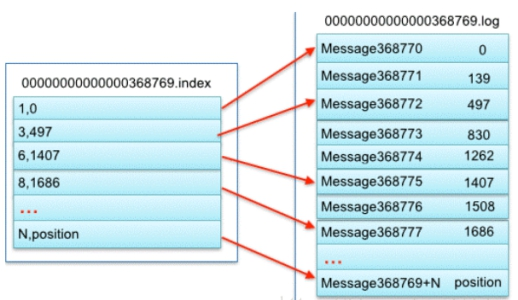 00000000000000368769.index
1,0
3,497
6,1407
8,1686
...
N,position
00000000000000368769.log
Message368770 0
Message368771 139
Message368772 497
Message368773 830
Message368774 1262
Message368775 1407
Message368776 1508
Message368777 1686
...
Message368769+N position